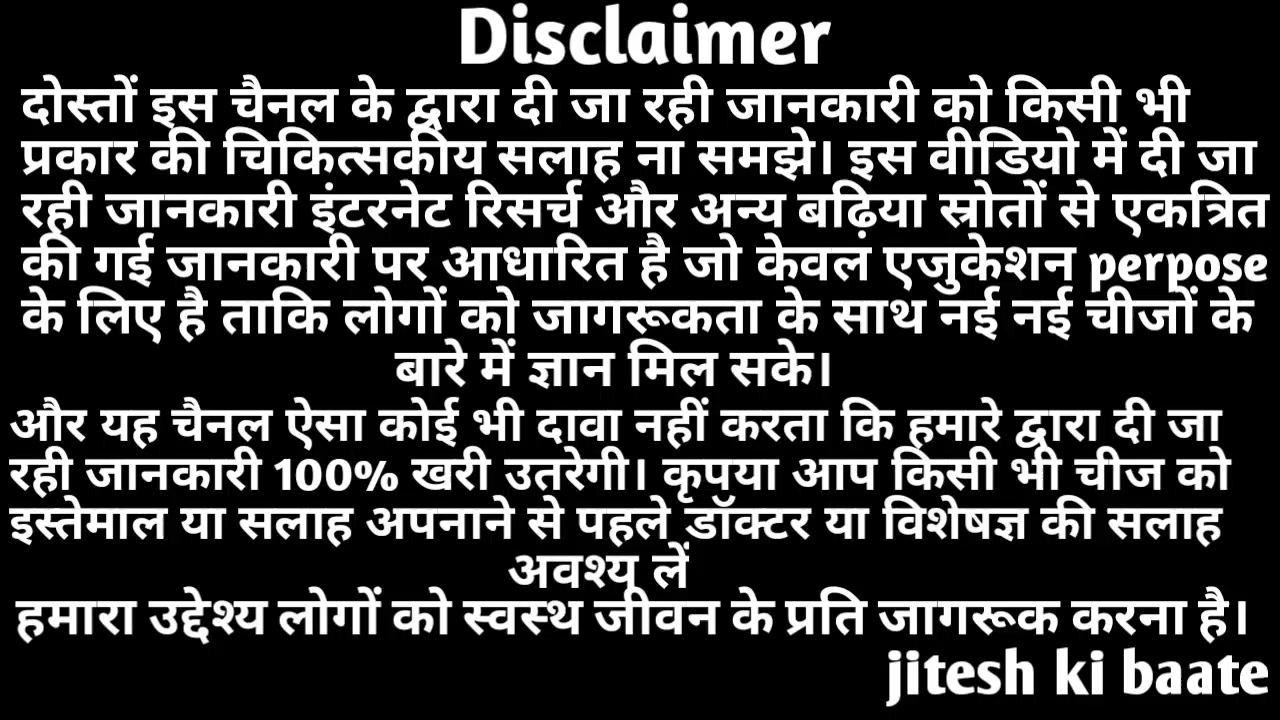 Disclaimer
दोस्तों इस चैनल के द्वारा दी जा रही जानकारी को किसी भी
प्रकार की चिकित्सकीय सलाह ना समझे। इस वीडियो में दी जा
रही जानकारी इंटरनेट रिसर्च और अन्य बढ़िया स्रोतों से एकत्रित
की गई जानकारी पर आधारित है जो केवल एजुकेशन perpose
के लिए है ताकि लोगों को जागरूकता के साथ नई नई चीजों के
बारे में ज्ञान मिल सके।
और यह चैनल ऐसा कोई भी दावा नहीं करता कि हमारे द्वारा दी जा
रही जानकारी 100% खरी उतरेगी। कृपया आप किसी भी चीज को
इस्तेमाल या सलाह अपनाने से पहले डॉक्टर या विशेषज्ञ की सलाह
अवश्य लें
हमारा उद्देश्य लोगों को स्वस्थ जीवन के प्रति जागरूक करना है।
jitesh ki baate